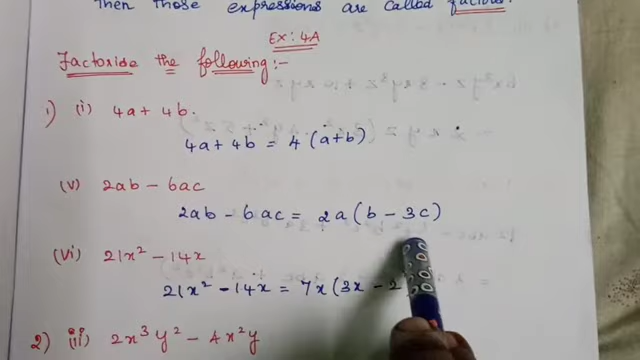 Then those expressions are called factors.
Ex: 4A
Factorise the following:-
1) (i) 4a + 4b.
4a + 4b = 4 (a+b)
(v) 2ab - 6ac
2ab - 6ac = 2a (b - 3c)
(vi) 21x² - 14x
21x² - 14x = 7x (3x - 2
2) (iii) 2x³y² - 4x²y